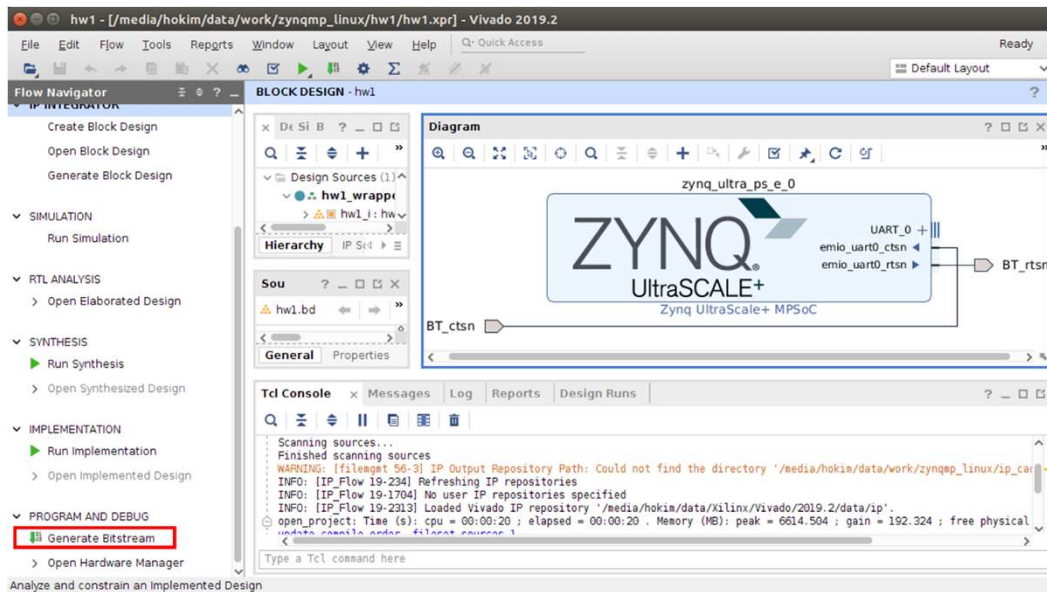 hw1 - [/media/hokim/data/work/zynqmp_linux/hw1/hw1.xpr] - Vivado 2019.2
File Edit Flow Tools Reports Window Layout View Help Quick Access Ready
Default Layout
Flow Navigator
BLOCK DESIGN - hw1
IP INTEGRATOR
Create Block Design
Open Block Design
Generate Block Design
SIMULATION
Run Simulation
RTL ANALYSIS
Open Elaborated Design
SYNTHESIS
Run Synthesis
Open Synthesized Design
IMPLEMENTATION
Run Implementation
Open Implemented Design
PROGRAM AND DEBUG
Generate Bitstream
Open Hardware Manager
Si B
Design Sources (1)
hw1_wrappe
hw1_i : hw
Hierarchy IP
Sou
hw1.bd
General Properties
Diagram
zynq_ultra_ps_e_0
ZYNQ
UltraSCALE+
UART_0
emio_uart0_ctsn
emio_uart0_rtsn
BT_rtsn
Zynq UltraScale+ MPSoC
BT_ctsn
Tcl Console Messages Log Reports Design Runs
Scanning sources...
Finished scanning sources
WARNING: [filemgmt 56-3] IP Output Repository Path: Could not find the directory '/media/hokim/data/work/zynqmp_linux/ip_cac
INFO: [IP_Flow 19-234] Refreshing IP repositories
INFO: [IP_Flow 19-1704] No user IP repositories specified
INFO: [IP_Flow 19-2313] Loaded Vivado IP repository '/media/hokim/data/Xilinx/Vivado/2019.2/data/ip'.
open_project: Time (s): cpu = 00:00:20 ; elapsed = 00:00:20 . Memory (MB): peak = 6614.504 ; gain = 192.324 ; free physical
update_compile_order -fileset sources_1
Type a Tcl command here
Analyze and constrain an Implemented Design